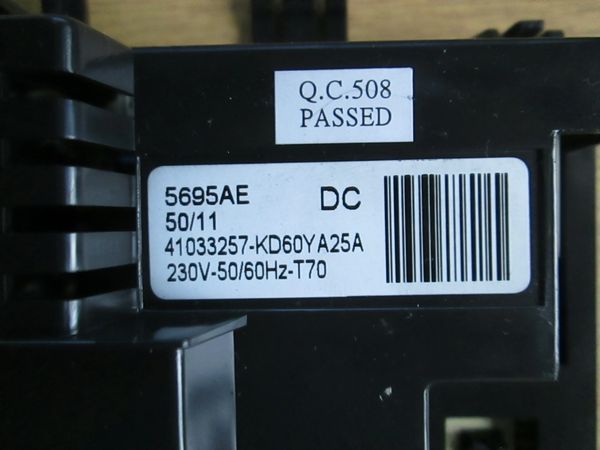 Q.C.508
PASSED
5695AE DC
50/11
41033257-KD60YA25A
230V-50/60Hz-T70